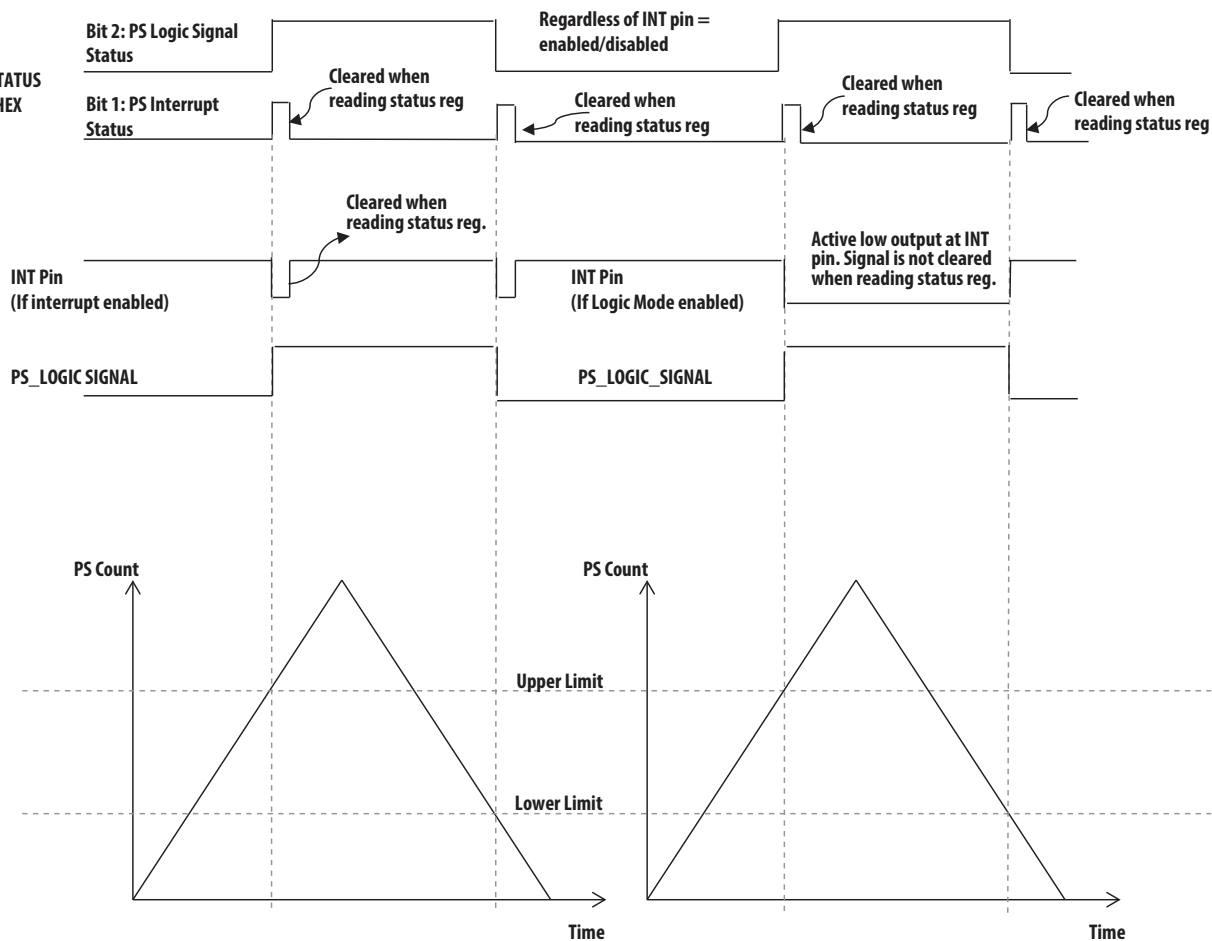 Bit 2: PS Logic Signal
Status
Regardless of INT pin =
enabled/disabled
HEX
Bit 1: PS Interrupt
Status
Cleared when
reading status reg
Cleared when
reading status reg
Cleared when
reading status reg
Cleared when
reading status reg
Cleared when
reading status reg.
INT Pin
(If interrupt enabled)
INT Pin
(If Logic Mode enabled)
Active low output at INT
pin. Signal is not cleared
when reading status reg.
PS_LOGIC SIGNAL
PS_LOGIC_SIGNAL
PS Count
PS Count
Upper Limit
Lower Limit
Time
Time